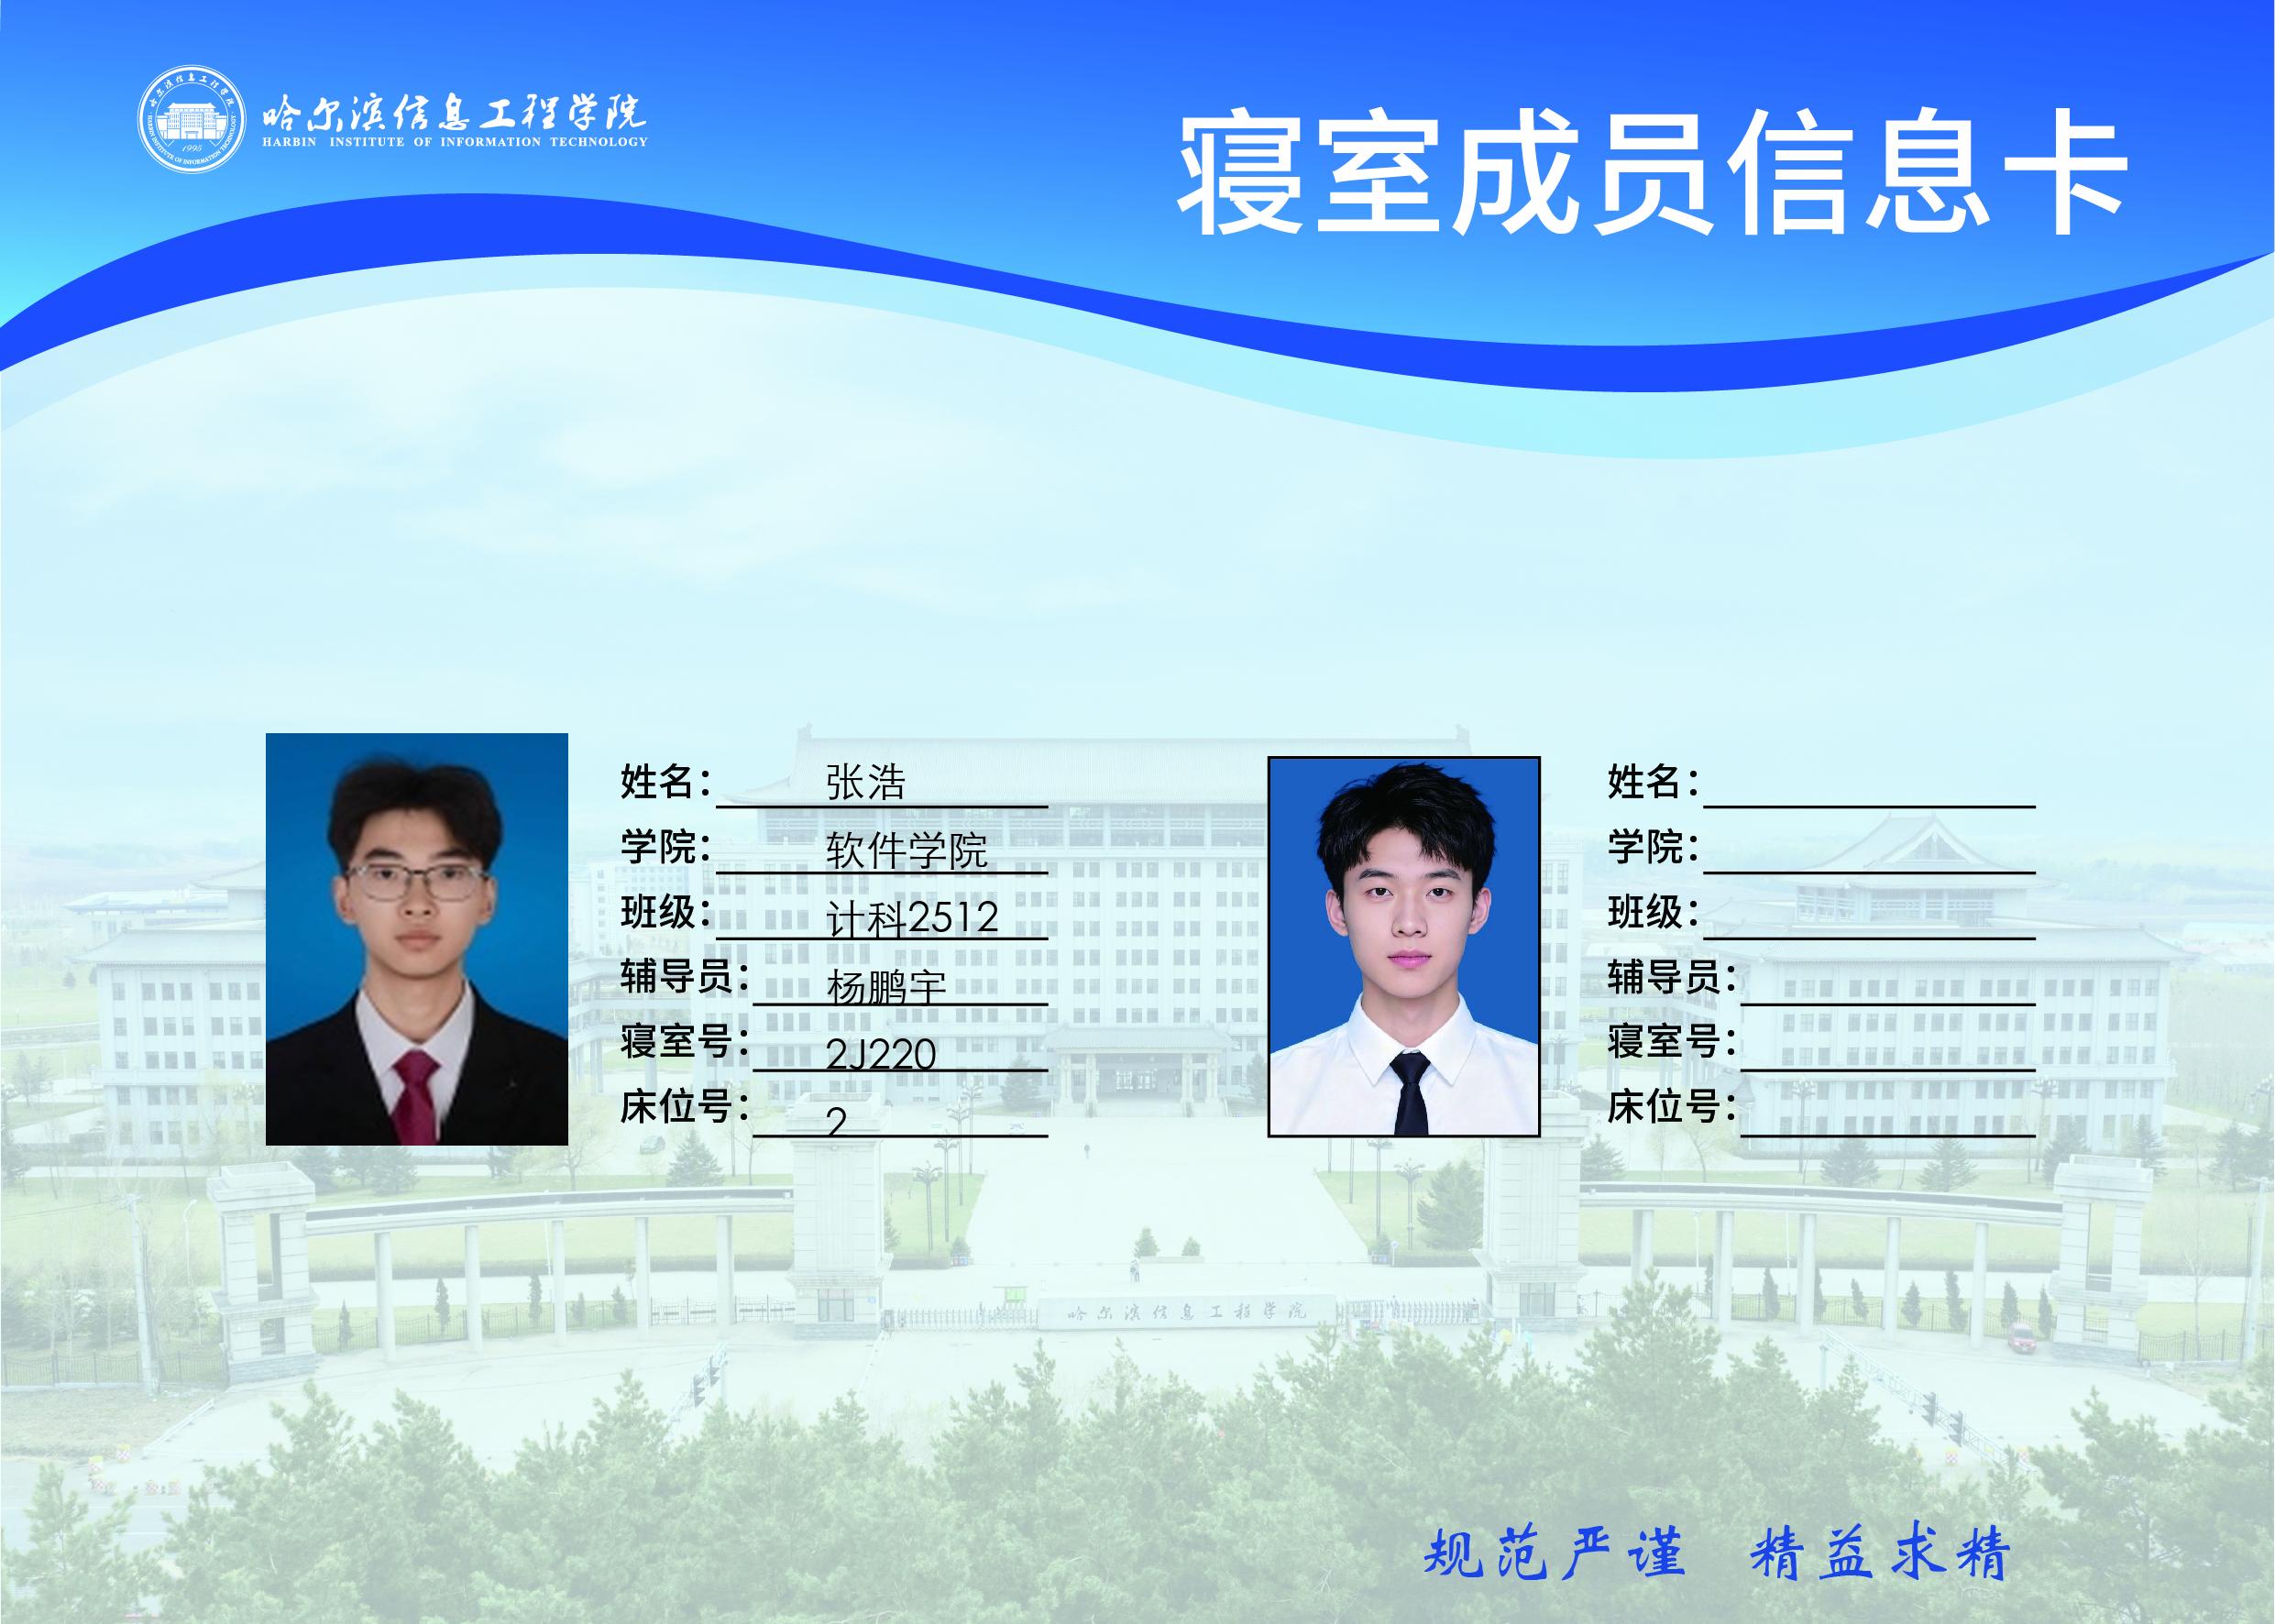 哈尔滨信息工程学院
HARBIN INSTITUTE OF INFORMATION TECHNOLOGY
1995
寝室成员信息卡
姓名：张浩
学院：软件学院
班级：计科2512
辅导员：杨鹏宇
寝室号：2J220
床位号：2
姓名：
学院：
班级：
辅导员：
寝室号：
床位号：
哈尔滨信息工程学院
规范严谨 精益求精